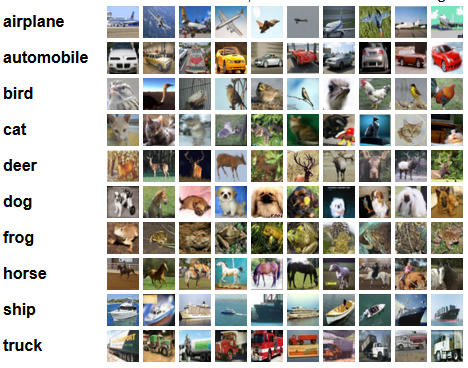 airplane
automobile
bird
cat
deer
dog
frog
horse
ship
truck